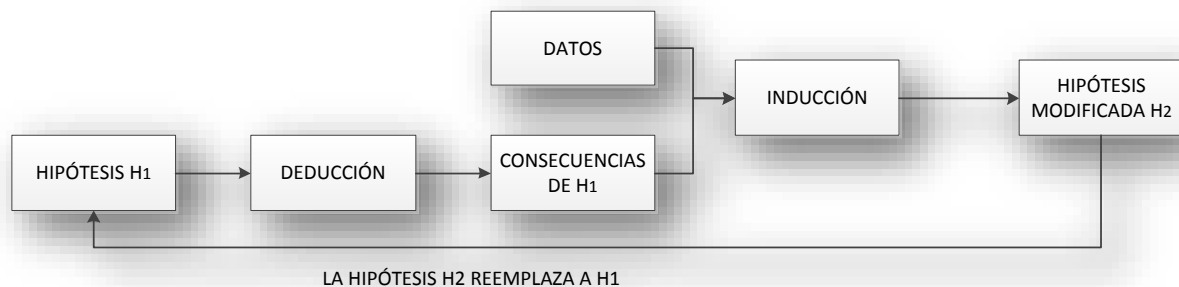 DATOS
INDUCCIÓN
HIPÓTESIS
MODIFICADA H2
HIPÓTESIS H1
DEDUCCIÓN
CONSECUENCIAS
DE H1
LA HIPÓTESIS H2 REEMPLAZA A H1